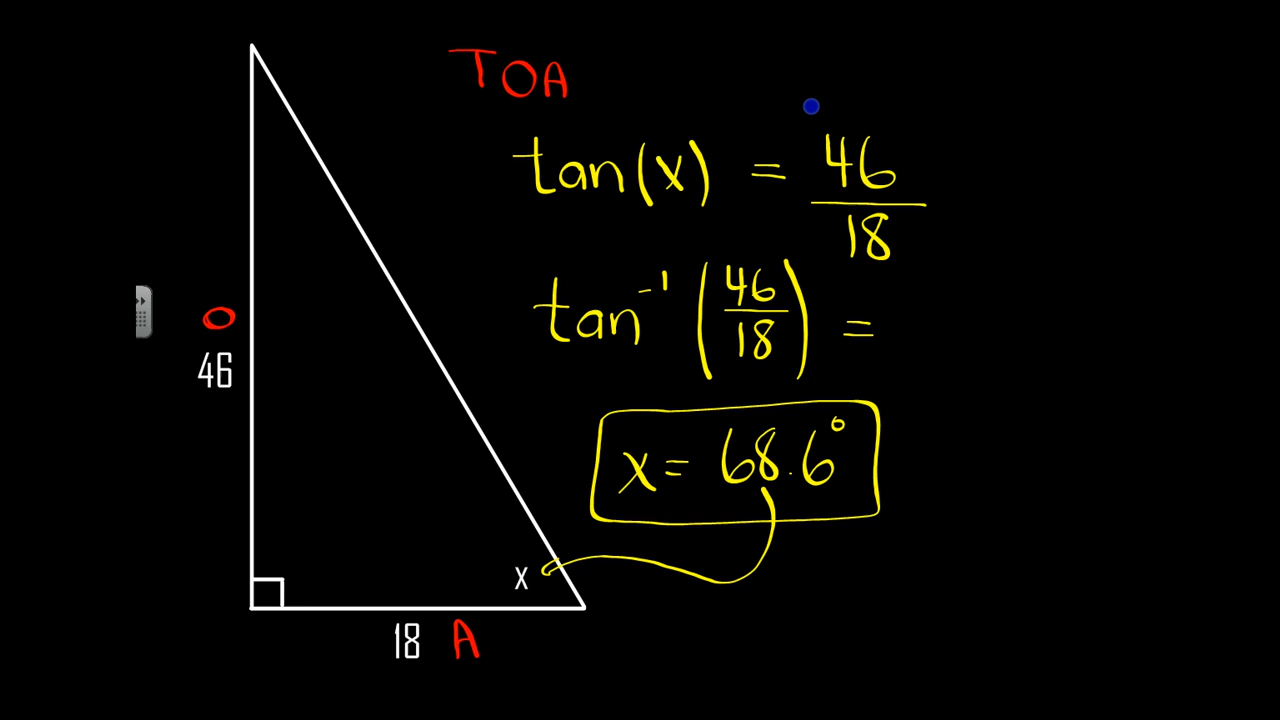 TOA
tan(x) = 46/18
tan⁻¹(46/18) =
x = 68.6°
O
46
x
18 A